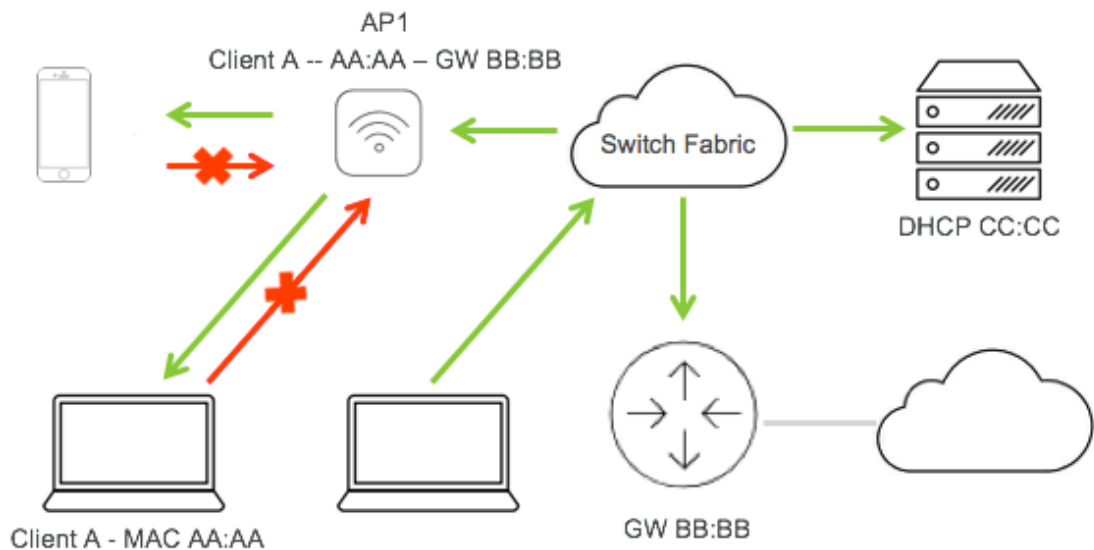 AP1
Client A -- AA:AA – GW BB:BB
Switch Fabric
DHCP CC:CC
GW BB:BB
Client A - MAC AA:AA